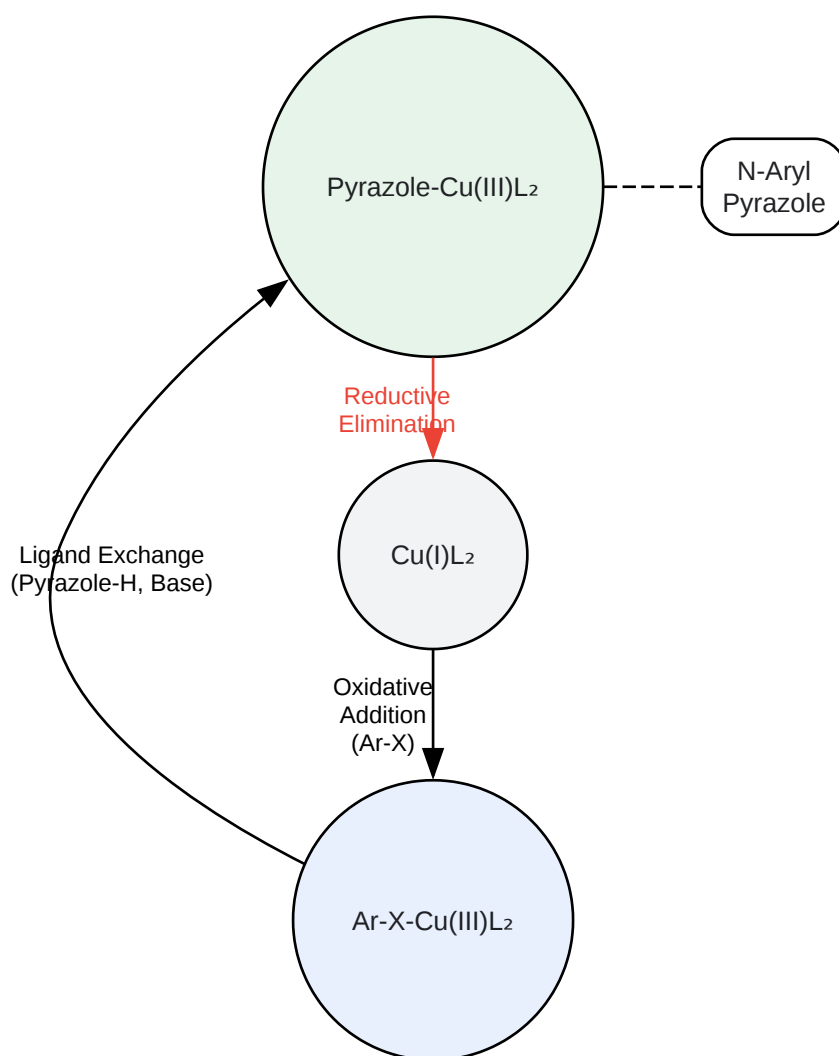 Pyrazole-Cu(III)L₂
N-Aryl
Pyrazole
Reductive
Elimination
Cu(I)L₂
Ligand Exchange
(Pyrazole-H, Base)
Oxidative
Addition
(Ar-X)
Ar-X-Cu(III)L₂